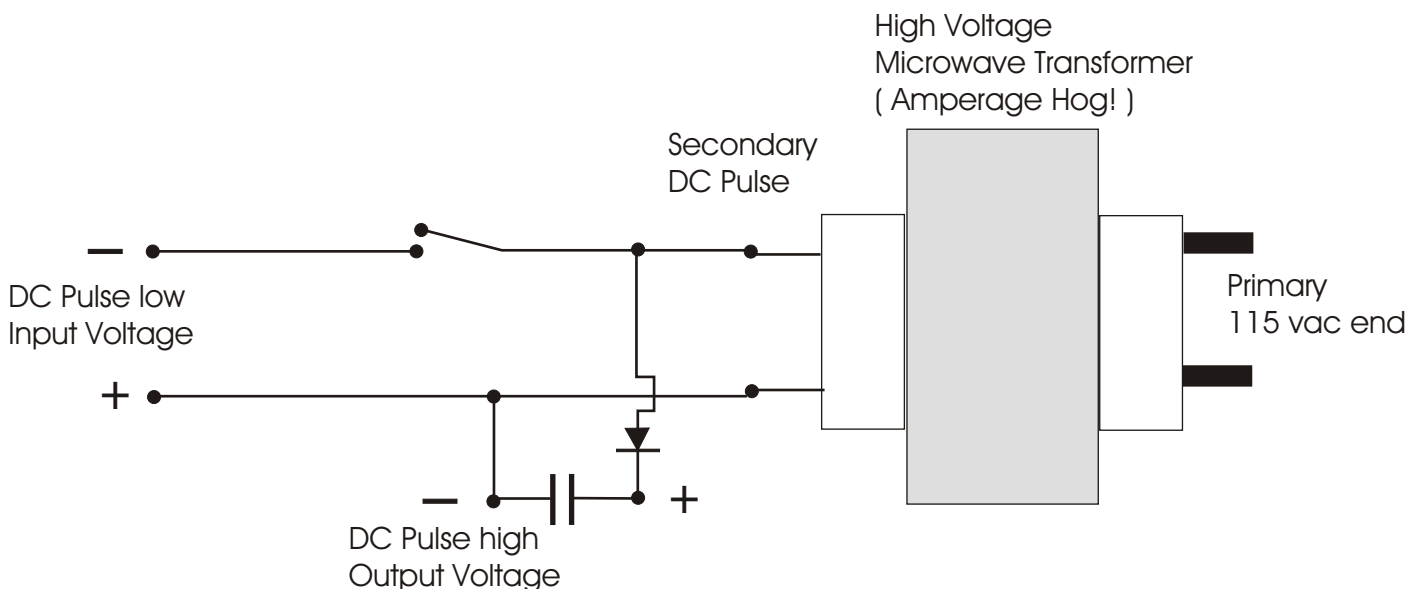 High Voltage
Microwave Transformer
( Amperage Hog! )
Secondary
DC Pulse
−
DC Pulse low
Input Voltage
+
Primary
115 vac end
−
+
DC Pulse high
Output Voltage